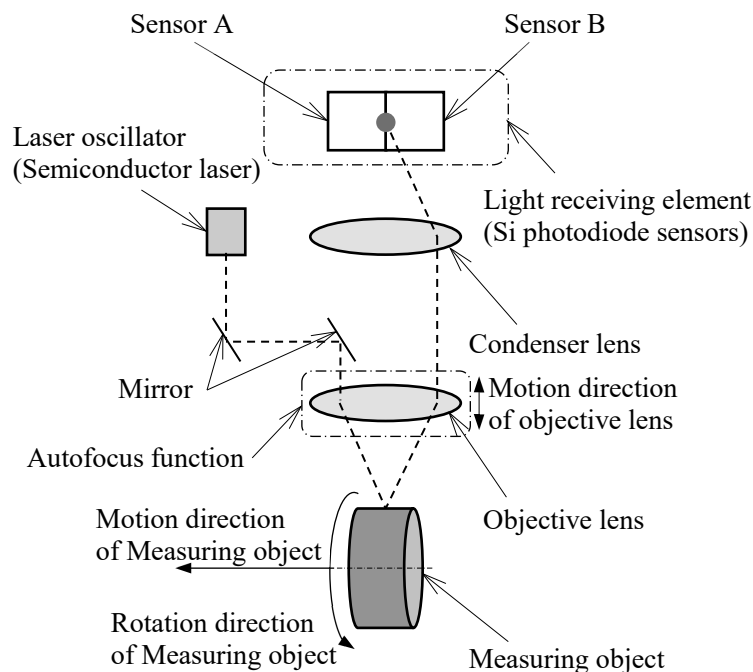 Sensor A
Sensor B
Laser oscillator
(Semiconductor laser)
Light receiving element
(Si photodiode sensors)
Condenser lens
Mirror
Motion direction
of objective lens
Autofocus function
Objective lens
Motion direction
of Measuring object
Rotation direction
of Measuring object
Measuring object